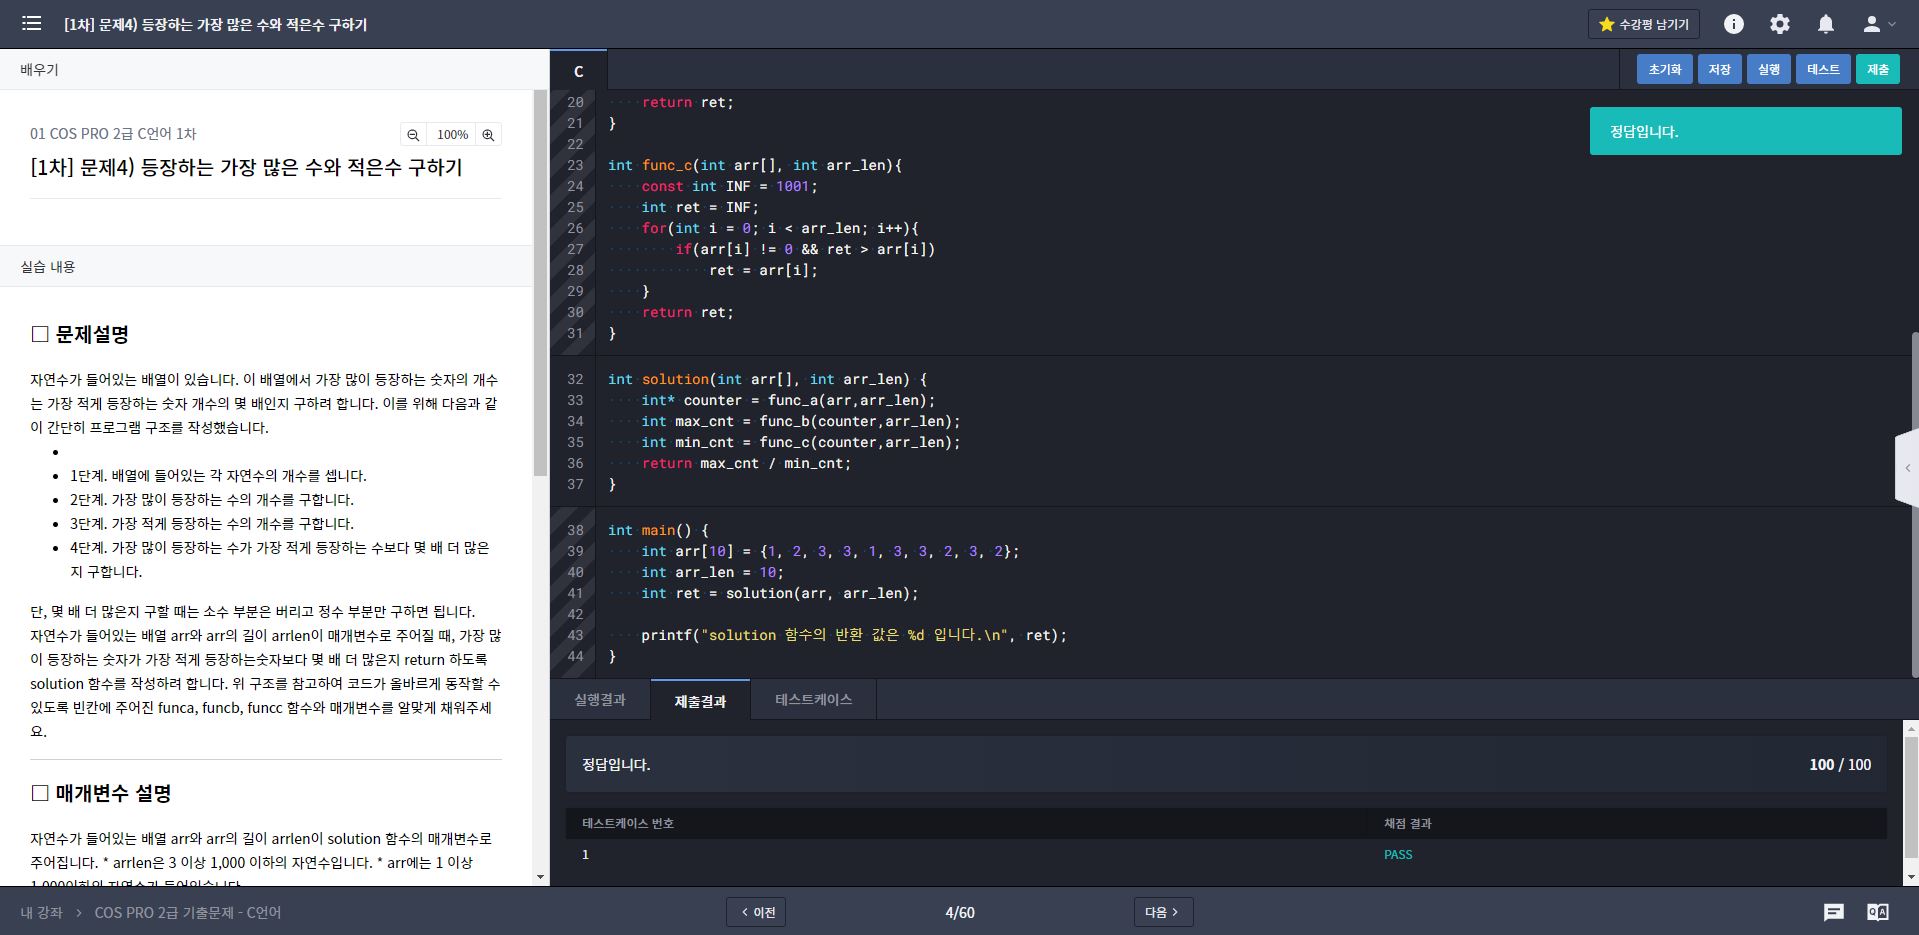 [1차] 문제4) 등장하는 가장 많은 수와 적은수 구하기
수강평 남기기
배우기
01 COS PRO 2급 C언어 1차
100%
[1차] 문제4) 등장하는 가장 많은 수와 적은수 구하기
실습 내용
□ 문제설명
자연수가 들어있는 배열이 있습니다. 이 배열에서 가장 많이 등장하는 숫자의 개수
는 가장 적게 등장하는 숫자 개수의 몇 배인지 구하려 합니다. 이를 위해 다음과 같
이 간단히 프로그램 구조를 작성했습니다.
•
• 1단계. 배열에 들어있는 각 자연수의 개수를 셉니다.
• 2단계. 가장 많이 등장하는 수의 개수를 구합니다.
• 3단계. 가장 적게 등장하는 수의 개수를 구합니다.
• 4단계. 가장 많이 등장하는 수가 가장 적게 등장하는 수보다 몇 배 더 많은
지 구합니다.
단, 몇 배 더 많은지 구할 때는 소수 부분은 버리고 정수 부분만 구하면 됩니다.
자연수가 들어있는 배열 arr와 arr의 길이 arrlen이 매개변수로 주어질 때, 가장 많
이 등장하는 숫자가 가장 적게 등장하는숫자보다 몇 배 더 많은지 return 하도록
solution 함수를 작성하려 합니다. 위 구조를 참고하여 코드가 올바르게 동작할 수
있도록 빈칸에 주어진 funca, funcb, funcc 함수와 매개변수를 알맞게 채워주세
요.
□ 매개변수 설명
자연수가 들어있는 배열 arr와 arr의 길이 arrlen이 solution 함수의 매개변수로
주어집니다. * arrlen은 3 이상 1,000 이하의 자연수입니다. * arr에는 1 이상
1,000이하의 자연수가 들어있습니다.
C
초기화 저장 실행 테스트 제출
정답입니다.
20 return ret;
21 }
22
23 int func_c(int arr[], int arr_len){
24 const int INF = 1001;
25 int ret = INF;
26 for(int i = 0; i < arr_len; i++){
27 if(arr[i] != 0 && ret > arr[i])
28 ret = arr[i];
29 }
30 return ret;
31 }
32 int solution(int arr[], int arr_len) {
33 int* counter = func_a(arr,arr_len);
34 int max_cnt = func_b(counter,arr_len);
35 int min_cnt = func_c(counter,arr_len);
36 return max_cnt / min_cnt;
37 }
38 int main() {
39 int arr[10] = {1, 2, 3, 3, 1, 3, 3, 2, 3, 2};
40 int arr_len = 10;
41 int ret = solution(arr, arr_len);
42
43 printf("solution 함수의 반환 값은 %d 입니다.\n", ret);
44 }
실행결과 제출결과 테스트케이스
정답입니다. 100 / 100
테스트케이스 번호 채점 결과
1 PASS
내 강좌 > COS PRO 2급 기출문제 - C언어
< 이전 4/60 다음 >